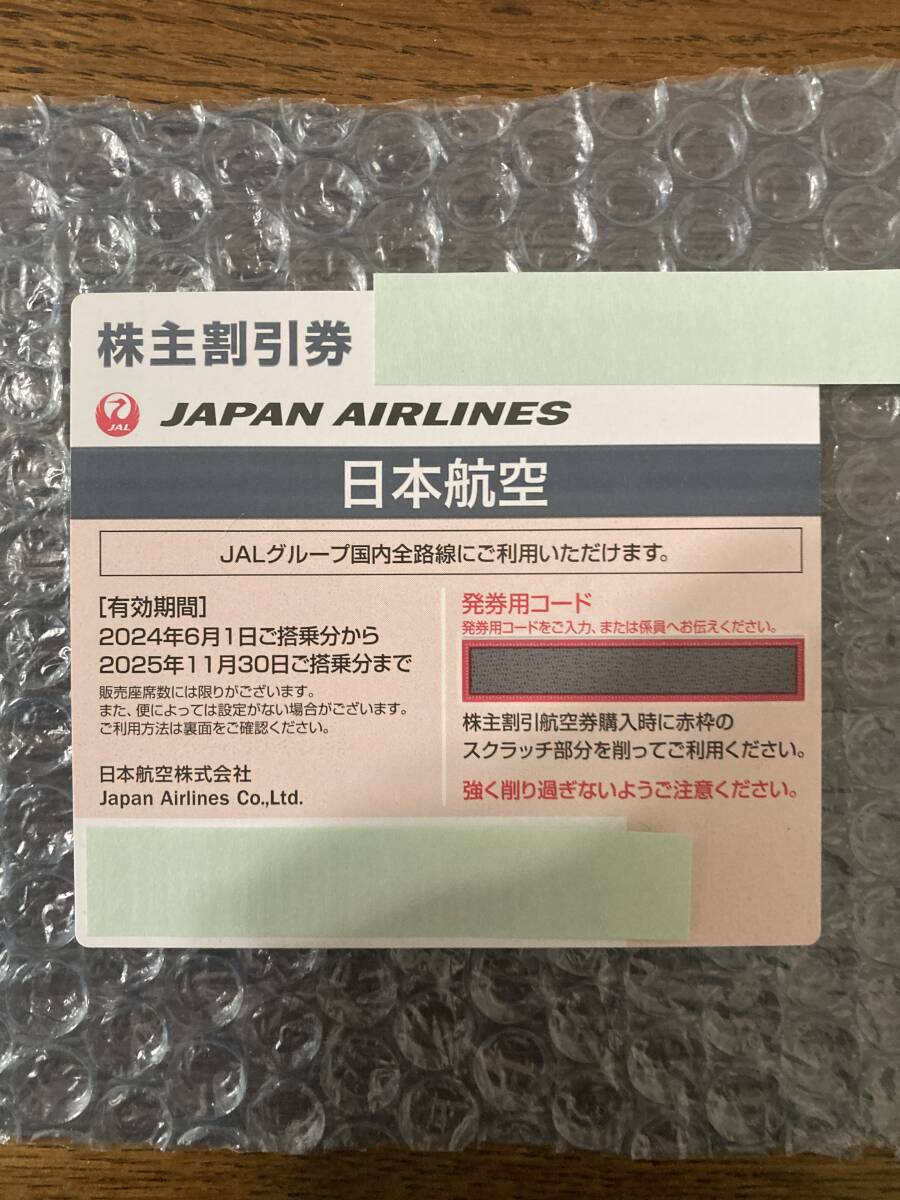 株主割引券
JAL JAPAN AIRLINES
日本航空
JALグループ国内全路線にご利用いただけます。
[有効期間]
2024年6月1日ご搭乗分から
2025年11月30日ご搭乗分まで
販売座席数には限りがございます。
また、便によっては設定がない場合がございます。
ご利用方法は裏面をご確認ください。
日本航空株式会社
Japan Airlines Co.,Ltd.
発券用コード
発券用コードをご入力、または係員へお伝えください。
株主割引航空券購入時に赤枠の
スクラッチ部分を削ってご利用ください。
強く削り過ぎないようご注意ください。